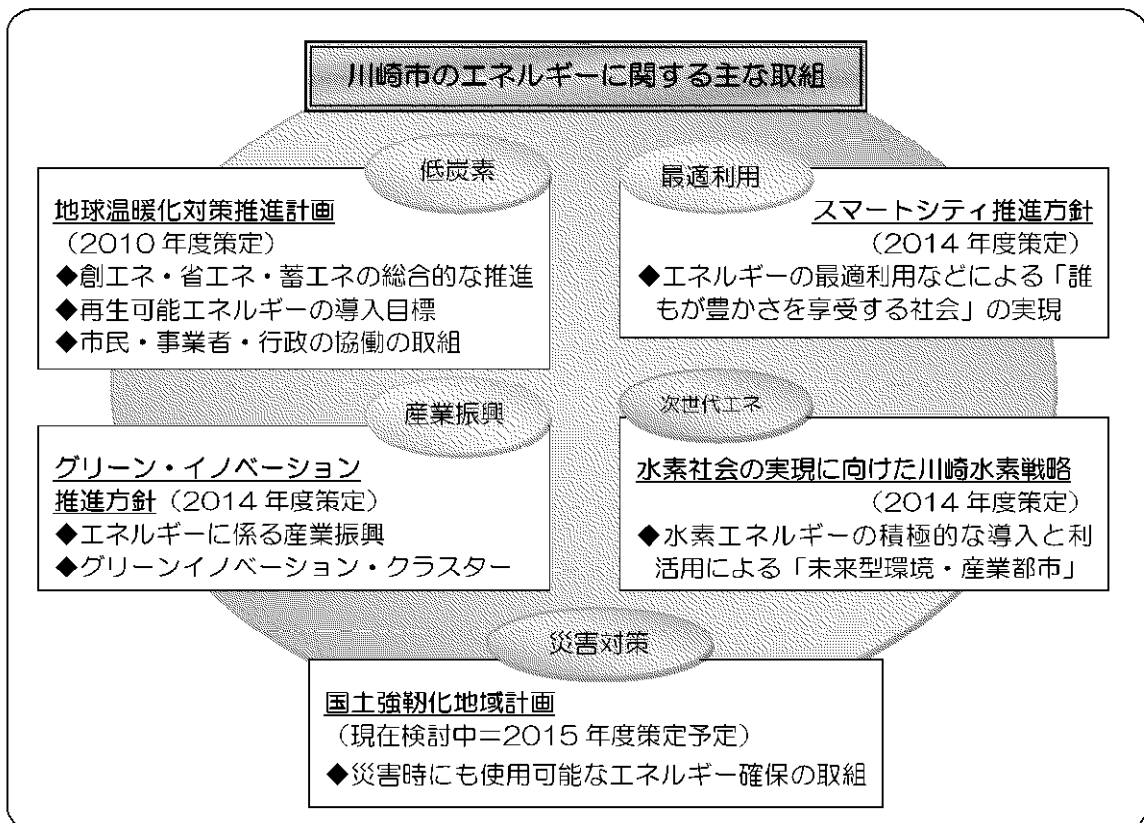 川崎市のエネルギーに関する主な取組
低炭素
地球温暖化対策推進計画
（2010 年度策定）
◆創エネ・省エネ・蓄エネの総合的な推進
◆再生可能エネルギーの導入目標
◆市民・事業者・行政の協働の取組
最適利用
スマートシティ推進方針
（2014 年度策定）
◆エネルギーの最適利用などによる「誰
もが豊かさを享受する社会」の実現
産業振興
グリーン・イノベーション
推進方針（2014 年度策定）
◆エネルギーに係る産業振興
◆グリーンイノベーション・クラスター
次世代エネ
水素社会の実現に向けた川崎水素戦略
（2014 年度策定）
◆水素エネルギーの積極的な導入と利
活用による「未来型環境・産業都市」
災害対策
国土強靱化地域計画
（現在検討中＝2015 年度策定予定）
◆災害時にも使用可能なエネルギー確保の取組